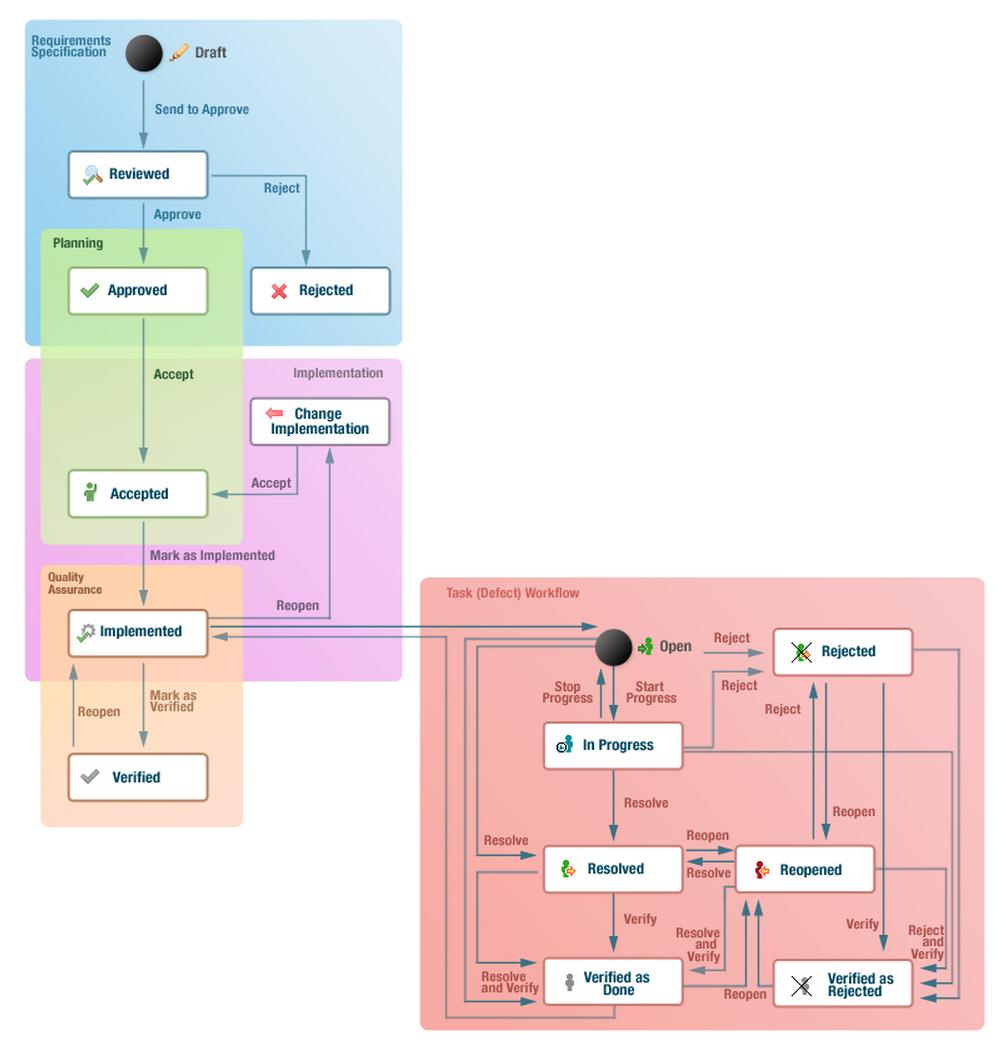 Requirements
Specification
Draft
Send to Approve
Reviewed
Reject
Approve
Planning
Approved
Rejected
Accept
Implementation
Change
Implementation
Accept
Accepted
Mark as Implemented
Quality
Assurance
Reopen
Implemented
Mark as
Verified
Reopen
Verified
Task (Defect) Workflow
Open
Reject
Rejected
Stop
Progress
Start
Progress
Reject
Reject
In Progress
Resolve
Reopen
Resolve
Reopen
Resolved
Resolve
Reopened
Verify
Resolve
and
Verify
Verify
Reject
and
Verify
Resolve
and Verify
Verified as
Done
Reopen
Verified as
Rejected